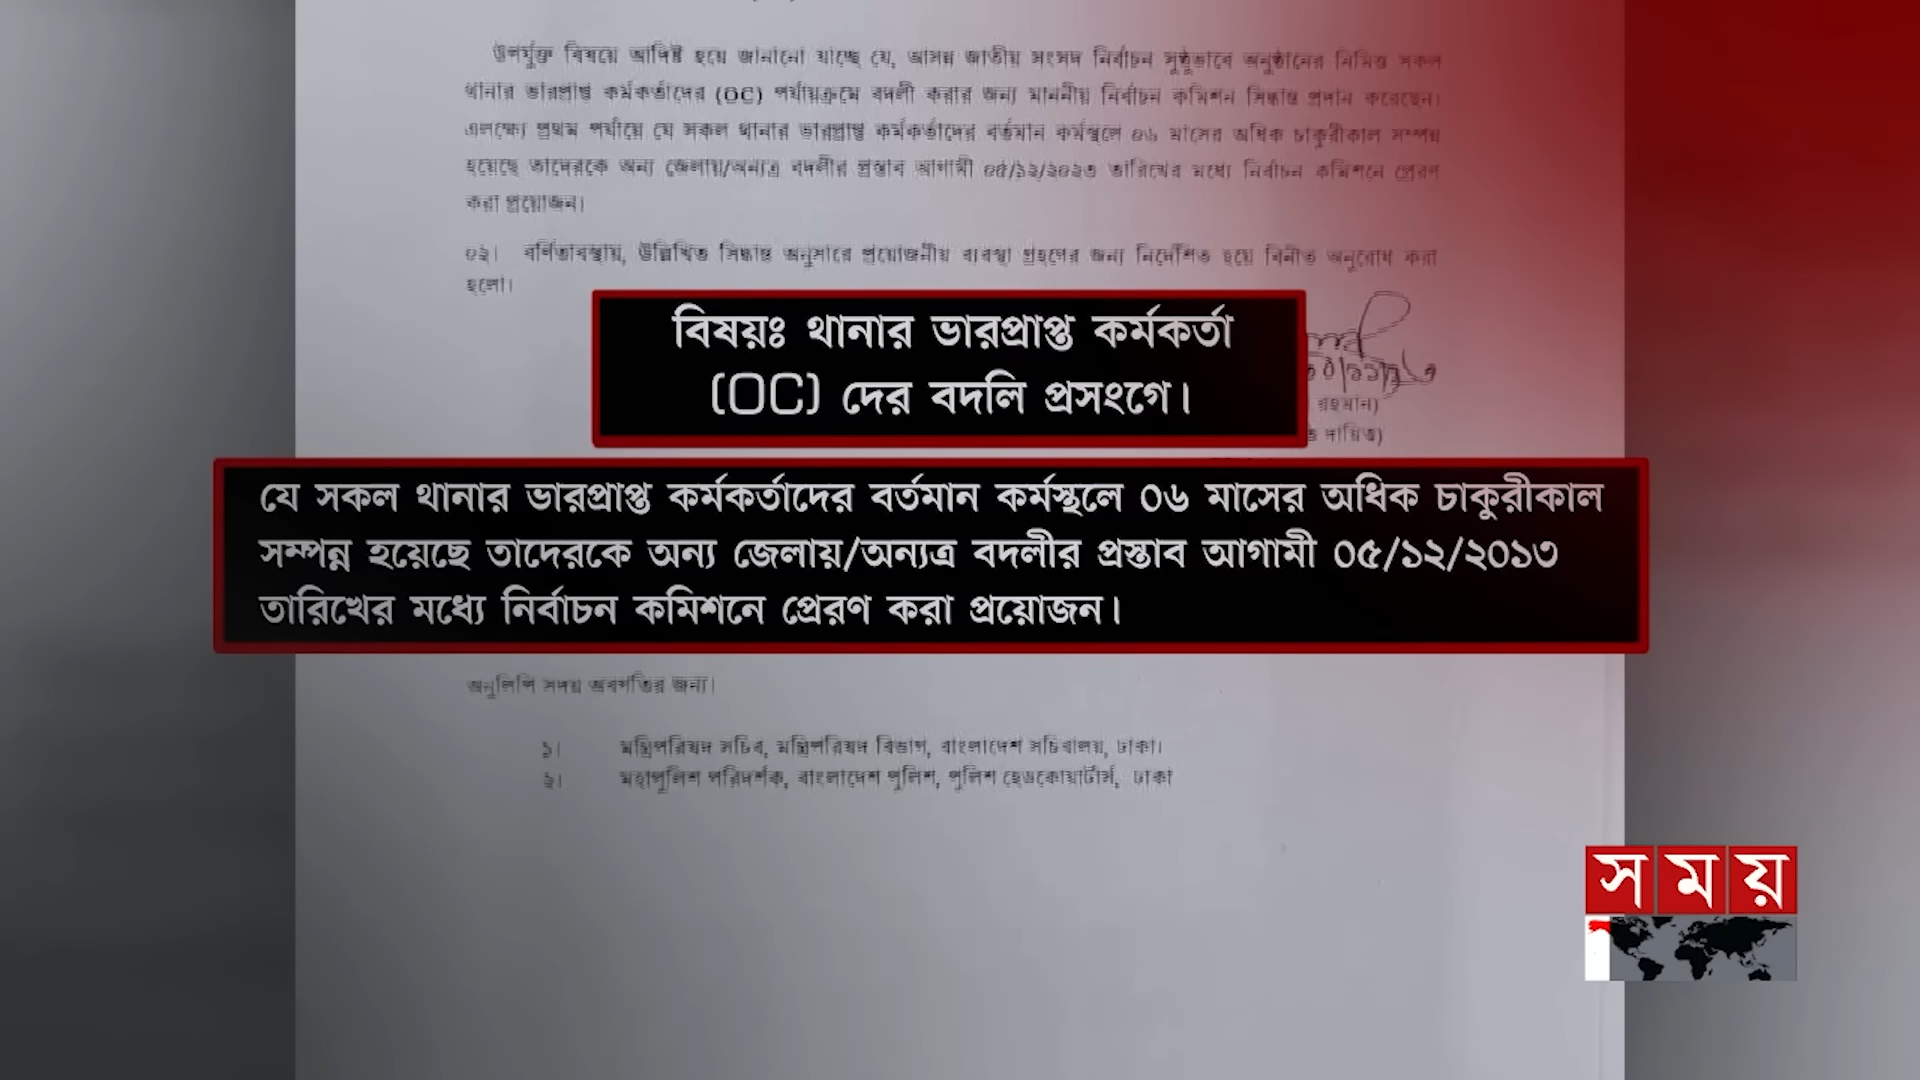 উপর্যুক্ত বিষয়ে আদিষ্ট হয়ে জানানো যাচ্ছে যে, আসন্ন জাতীয় সংসদ নির্বাচন সুষ্ঠুভাবে অনুষ্ঠানের নিমিত্ত সকল
থানার ভারপ্রাপ্ত কর্মকর্তাদের (OC) পর্যায়ক্রমে বদলী করার জন্য মাননীয় নির্বাচন কমিশন সিদ্ধান্ত প্রদান করেছেন।
এলক্ষ্যে প্রথম পর্যায়ে যে সকল থানার ভারপ্রাপ্ত কর্মকর্তাদের বর্তমান কর্মস্থলে ০৬ মাসের অধিক চাকুরীকাল সম্পন্ন
হয়েছে তাদেরকে অন্য জেলায়/অন্যত্র বদলীর প্রস্তাব আগামী ০৫/১২/২০২৩ তারিখের মধ্যে নির্বাচন কমিশনে প্রেরণ
করা প্রয়োজন।
০২। বর্ণিতাবস্থায়, উল্লিখিত সিদ্ধান্ত অনুসারে প্রয়োজনীয় ব্যবস্থা গ্রহণের জন্য নির্দেশিত হয়ে বিনীত অনুরোধ করা
হলো।
বিষয়ঃ থানার ভারপ্রাপ্ত কর্মকর্তা
(OC) দের বদলি প্রসংগে।
রহমান)
দায়িত্ব)
যে সকল থানার ভারপ্রাপ্ত কর্মকর্তাদের বর্তমান কর্মস্থলে ০৬ মাসের অধিক চাকুরীকাল
সম্পন্ন হয়েছে তাদেরকে অন্য জেলায়/অন্যত্র বদলীর প্রস্তাব আগামী ০৫/১২/২০১৩
তারিখের মধ্যে নির্বাচন কমিশনে প্রেরণ করা প্রয়োজন।
অনুলিপি সদয় অবগতির জন্য।
১। মন্ত্রিপরিষদ সচিব, মন্ত্রিপরিষদ বিভাগ, বাংলাদেশ সচিবালয়, ঢাকা।
২। মহাপুলিশ পরিদর্শক, বাংলাদেশ পুলিশ, পুলিশ হেডকোয়ার্টার্স, ঢাকা
সময়